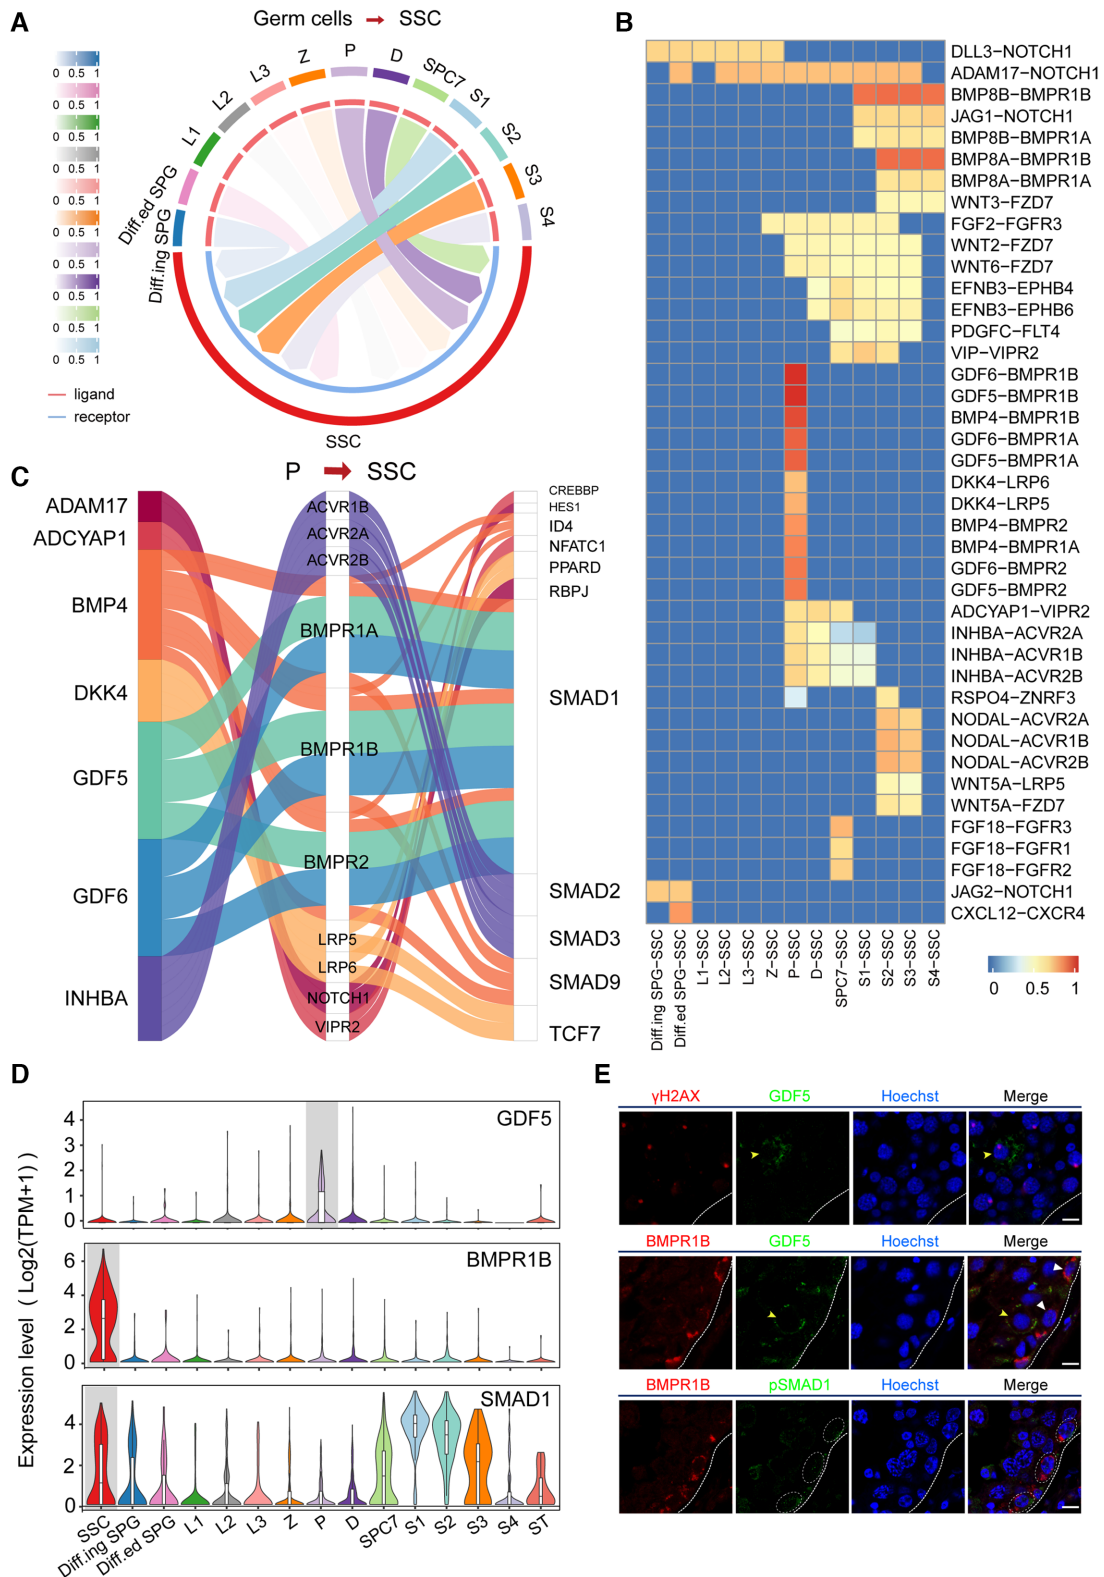 A
Germ cells → SSC
0 0.5 1
0 0.5 1
0 0.5 1
0 0.5 1
0 0.5 1
0 0.5 1
0 0.5 1
0 0.5 1
0 0.5 1
0 0.5 1
ligand
receptor
Diff.ing SPG
Diff.ed SPG
L1
L2
L3
Z
P
D
SPC7
S1
S2
S3
S4
SSC
B
DLL3−NOTCH1
ADAM17−NOTCH1
BMP8B−BMPR1B
JAG1−NOTCH1
BMP8B−BMPR1A
BMP8A−BMPR1B
BMP8A−BMPR1A
WNT3−FZD7
FGF2−FGFR3
WNT2−FZD7
WNT6−FZD7
EFNB3−EPHB4
EFNB3−EPHB6
PDGFC−FLT4
VIP−VIPR2
GDF6−BMPR1B
GDF5−BMPR1B
BMP4−BMPR1B
GDF6−BMPR1A
GDF5−BMPR1A
DKK4−LRP6
DKK4−LRP5
BMP4−BMPR2
BMP4−BMPR1A
GDF6−BMPR2
GDF5−BMPR2
ADCYAP1−VIPR2
INHBA−ACVR2A
INHBA−ACVR1B
INHBA−ACVR2B
RSPO4−ZNRF3
NODAL−ACVR2A
NODAL−ACVR1B
NODAL−ACVR2B
WNT5A−LRP5
WNT5A−FZD7
FGF18−FGFR3
FGF18−FGFR1
FGF18−FGFR2
JAG2−NOTCH1
CXCL12−CXCR4
Diff.ing SPG−SSC
Diff.ed SPG−SSC
L1−SSC
L2−SSC
L3−SSC
Z−SSC
P−SSC
D−SSC
SPC7−SSC
S1−SSC
S2−SSC
S3−SSC
S4−SSC
0 0.5 1
C
P → SSC
ADAM17
ADCYAP1
BMP4
DKK4
GDF5
GDF6
INHBA
ACVR1B
ACVR2A
ACVR2B
BMPR1A
BMPR1B
BMPR2
LRP5
LRP6
NOTCH1
VIPR2
CREBBP
HES1
ID4
NFATC1
PPARD
RBPJ
SMAD1
SMAD2
SMAD3
SMAD9
TCF7
D
Expression level ( Log2(TPM+1) )
GDF5
4
3
2
1
0
BMPR1B
6
4
2
0
SMAD1
4
2
0
SSC
Diff.ing SPG
Diff.ed SPG
L1
L2
L3
Z
P
D
SPC7
S1
S2
S3
S4
ST
E
γH2AX GDF5 Hoechst Merge
BMPR1B GDF5 Hoechst Merge
BMPR1B pSMAD1 Hoechst Merge